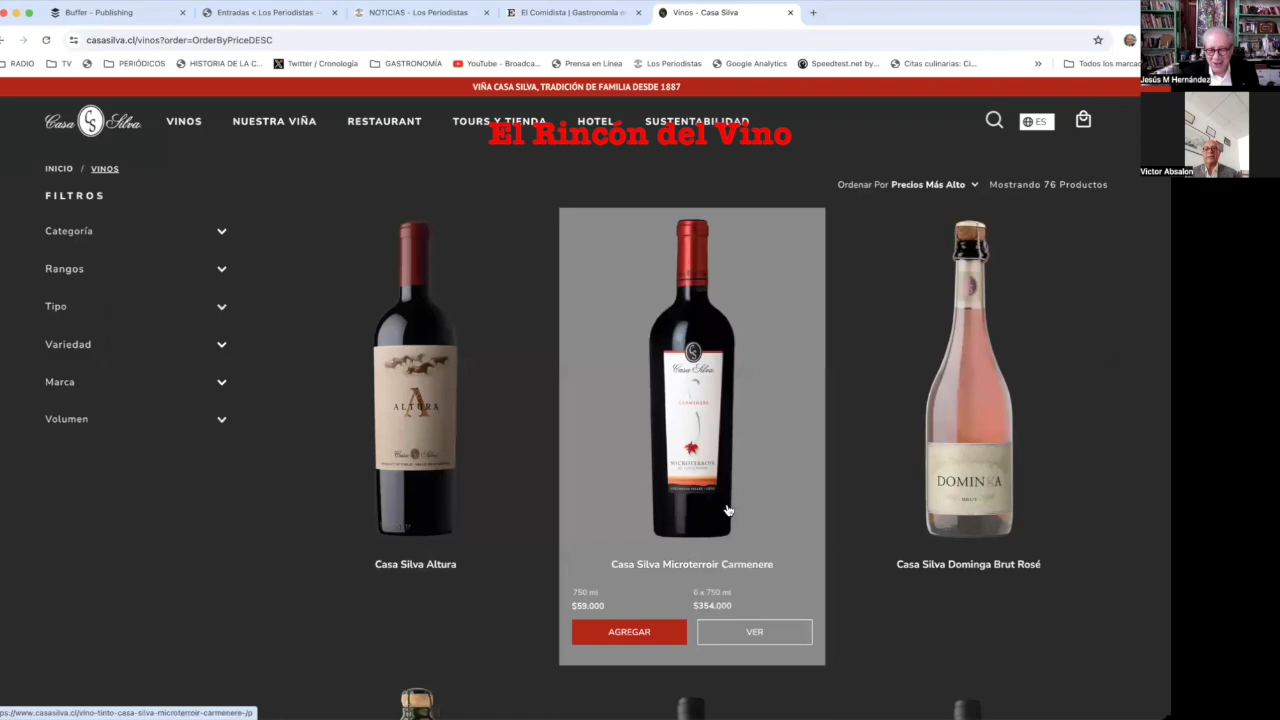 Buffer - Publishing
Entradas < Los Periodistas –
NOTICIAS - Los Periodistas
El Comidista | Gastronomía e
Vinos - Casa Silva
casasilva.cl/vinos?order=OrderByPriceDESC
RADIO
TV
PERIÓDICOS
HISTORIA DE LA C...
Twitter / Cronología
GASTRONOMÍA
YouTube - Broadca...
Prensa en Línea
Los Periodistas
Google Analytics
Speedtest.net by...
Citas culinarias: Ci...
»
Todos los marcad
Jesús M Hernández
VIÑA CASA SILVA, TRADICIÓN DE FAMILIA DESDE 1887
Casa Silva
VINOS
NUESTRA VIÑA
RESTAURANT
TOURS Y TIENDA
HOTEL
SUSTENTABILIDAD
ES
El Rincón del Vino
Victor Absalon
INICIO / VINOS
Ordenar Por Precios Más Alto
Mostrando 76 Productos
FILTROS
Categoría
Rangos
Tipo
Variedad
Marca
Volumen
A
ALTURA
Casa Silva
CS
Casa Silva
CARMENERE
MICROTERROIR
DOMINGA
BRUT
Casa Silva Altura
Casa Silva Microterroir Carmenere
Casa Silva Dominga Brut Rosé
750 ml
6 x 750 ml
$59.000
$354.000
AGREGAR
VER
ps://www.casasilva.cl/vino-tinto-casa-silva-microterroir-carmenere-/p